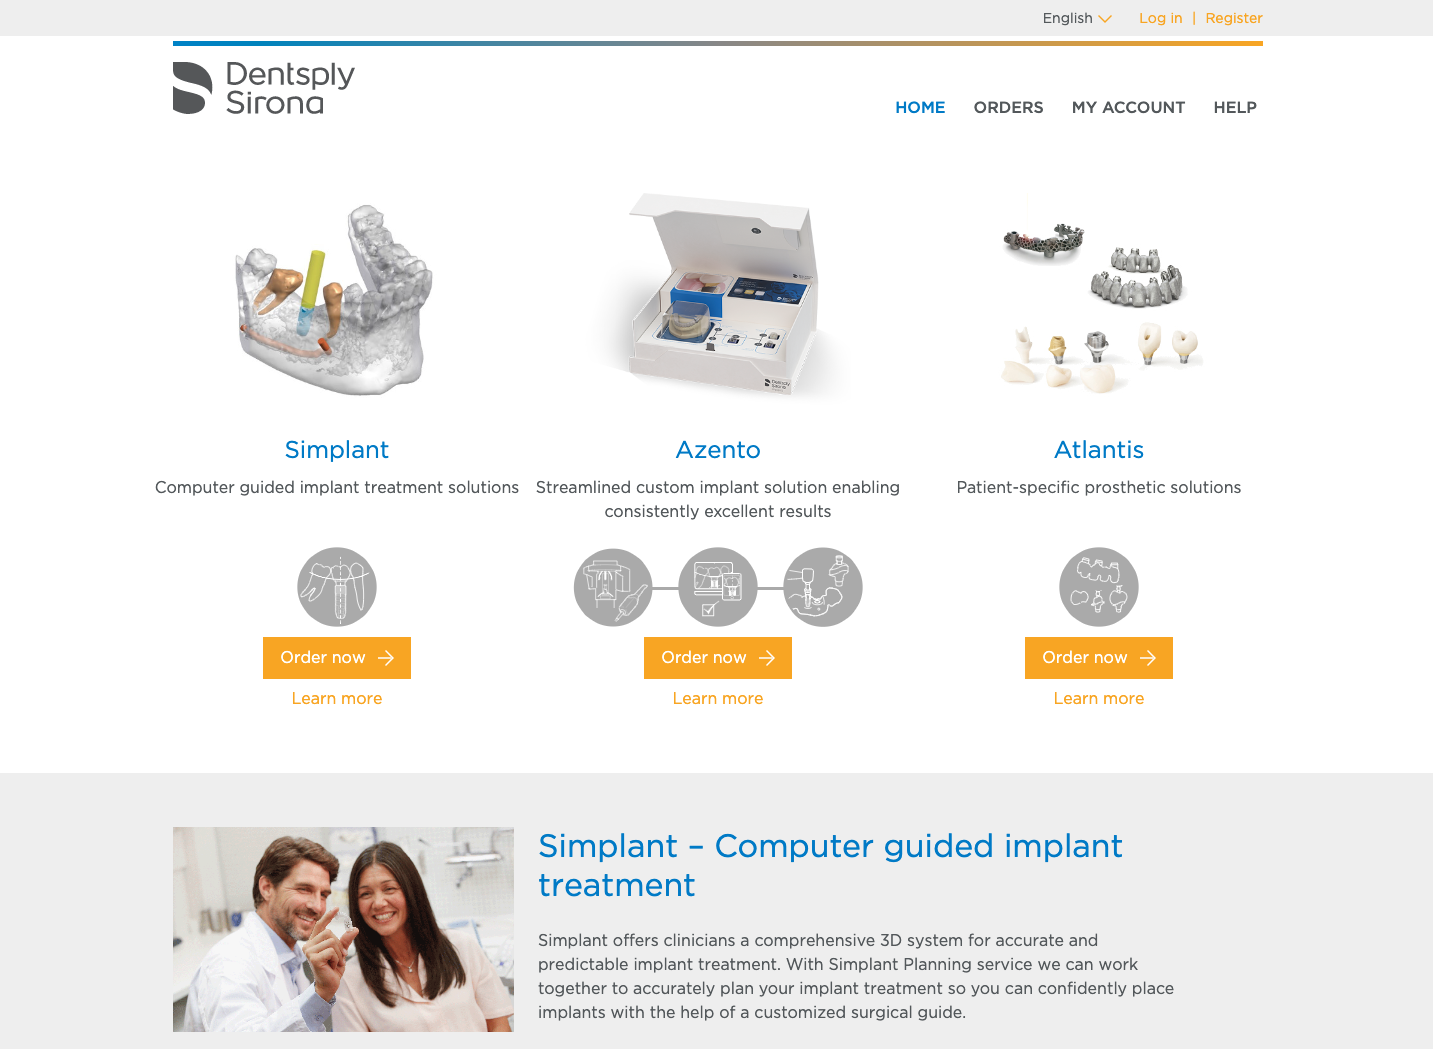 English
Log in | Register
Dentsply
Sirona
HOME
ORDERS
MY ACCOUNT
HELP
Simplant
Computer guided implant treatment solutions
Order now
Learn more
Azento
Streamlined custom implant solution enabling
consistently excellent results
Order now
Learn more
Atlantis
Patient-specific prosthetic solutions
Order now
Learn more
Simplant – Computer guided implant
treatment
Simplant offers clinicians a comprehensive 3D system for accurate and
predictable implant treatment. With Simplant Planning service we can work
together to accurately plan your implant treatment so you can confidently place
implants with the help of a customized surgical guide.